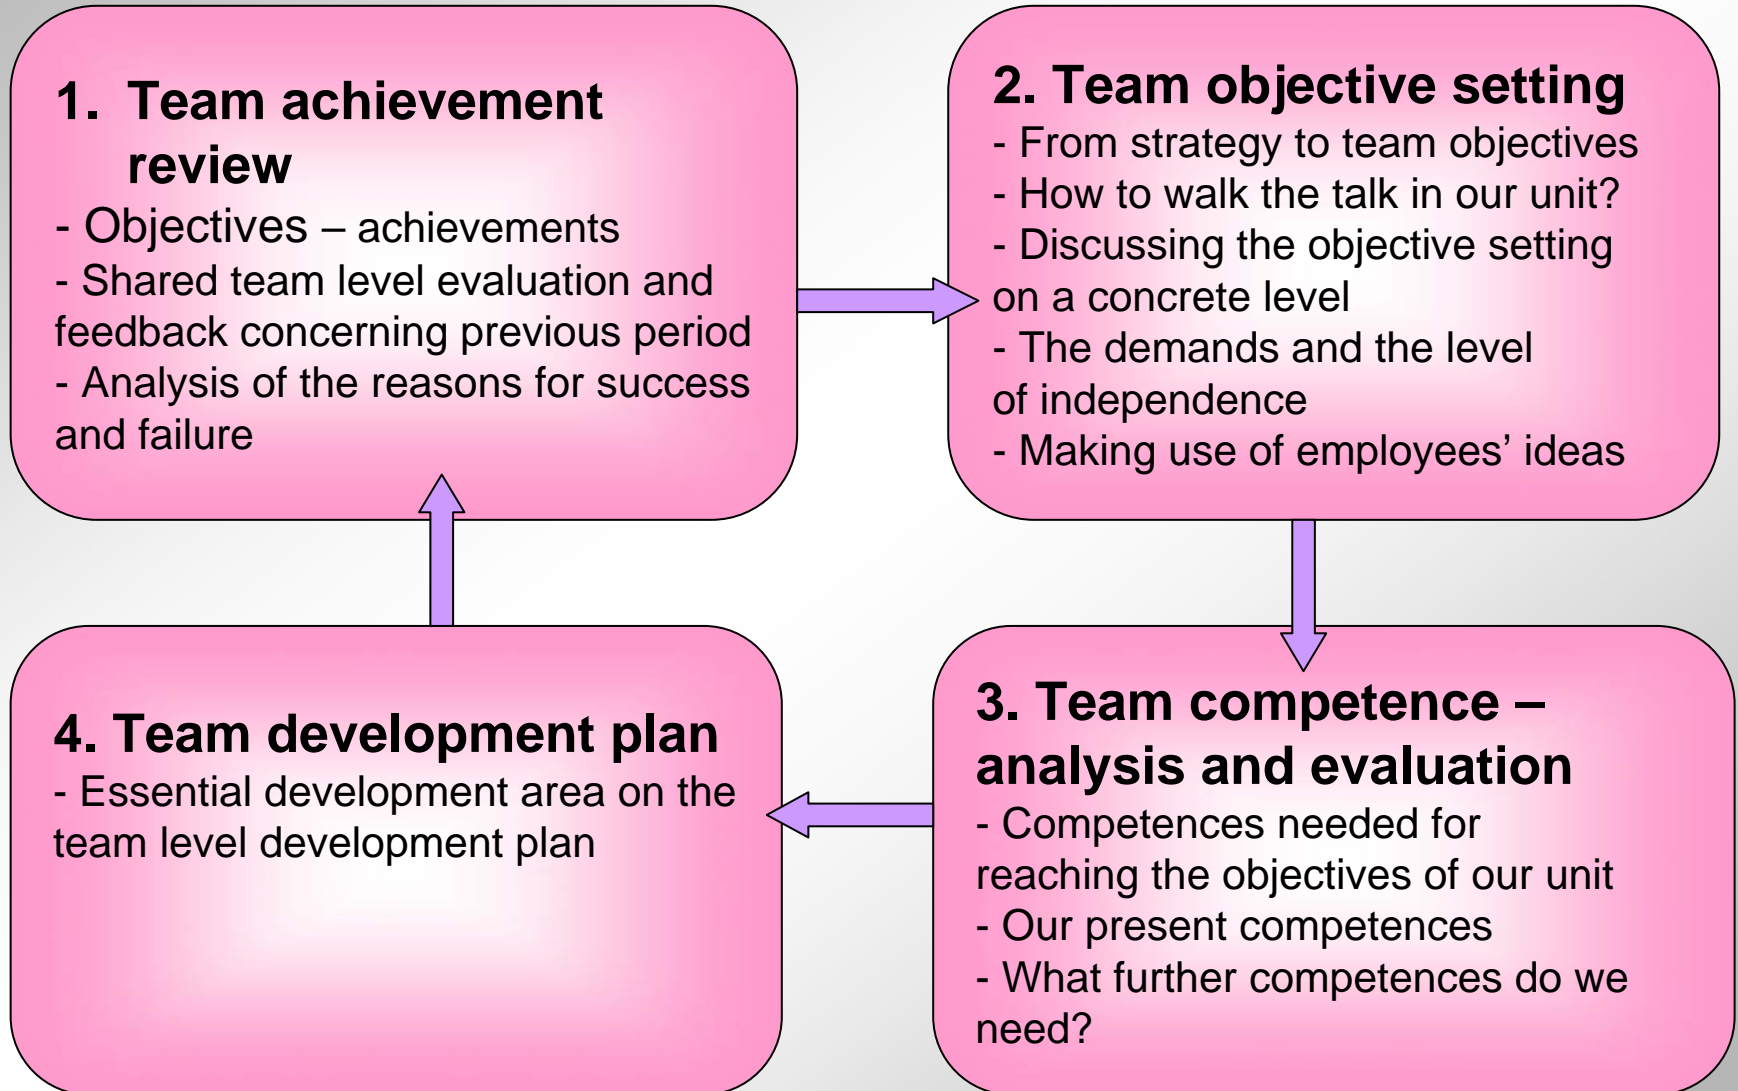 1. Team achievement
review
- Objectives – achievements
- Shared team level evaluation and
feedback concerning previous period
- Analysis of the reasons for success
and failure
2. Team objective setting
- From strategy to team objectives
- How to walk the talk in our unit?
- Discussing the objective setting
on a concrete level
- The demands and the level
of independence
- Making use of employees’ ideas
3. Team competence –
analysis and evaluation
- Competences needed for
reaching the objectives of our unit
- Our present competences
- What further competences do we
need?
4. Team development plan
- Essential development area on the
team level development plan